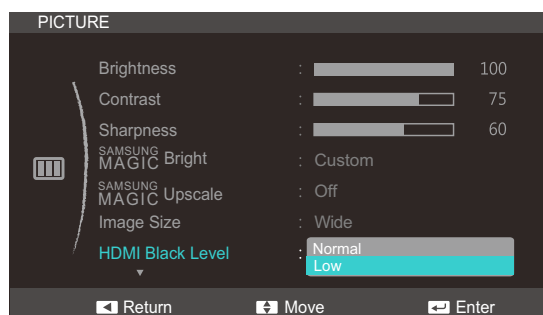 PICTURE
Brightness : 100
Contrast : 75
Sharpness : 60
SAMSUNG MAGIC Bright : Custom
SAMSUNG MAGIC Upscale : Off
Image Size : Wide
HDMI Black Level : Normal
Low
Return Move Enter